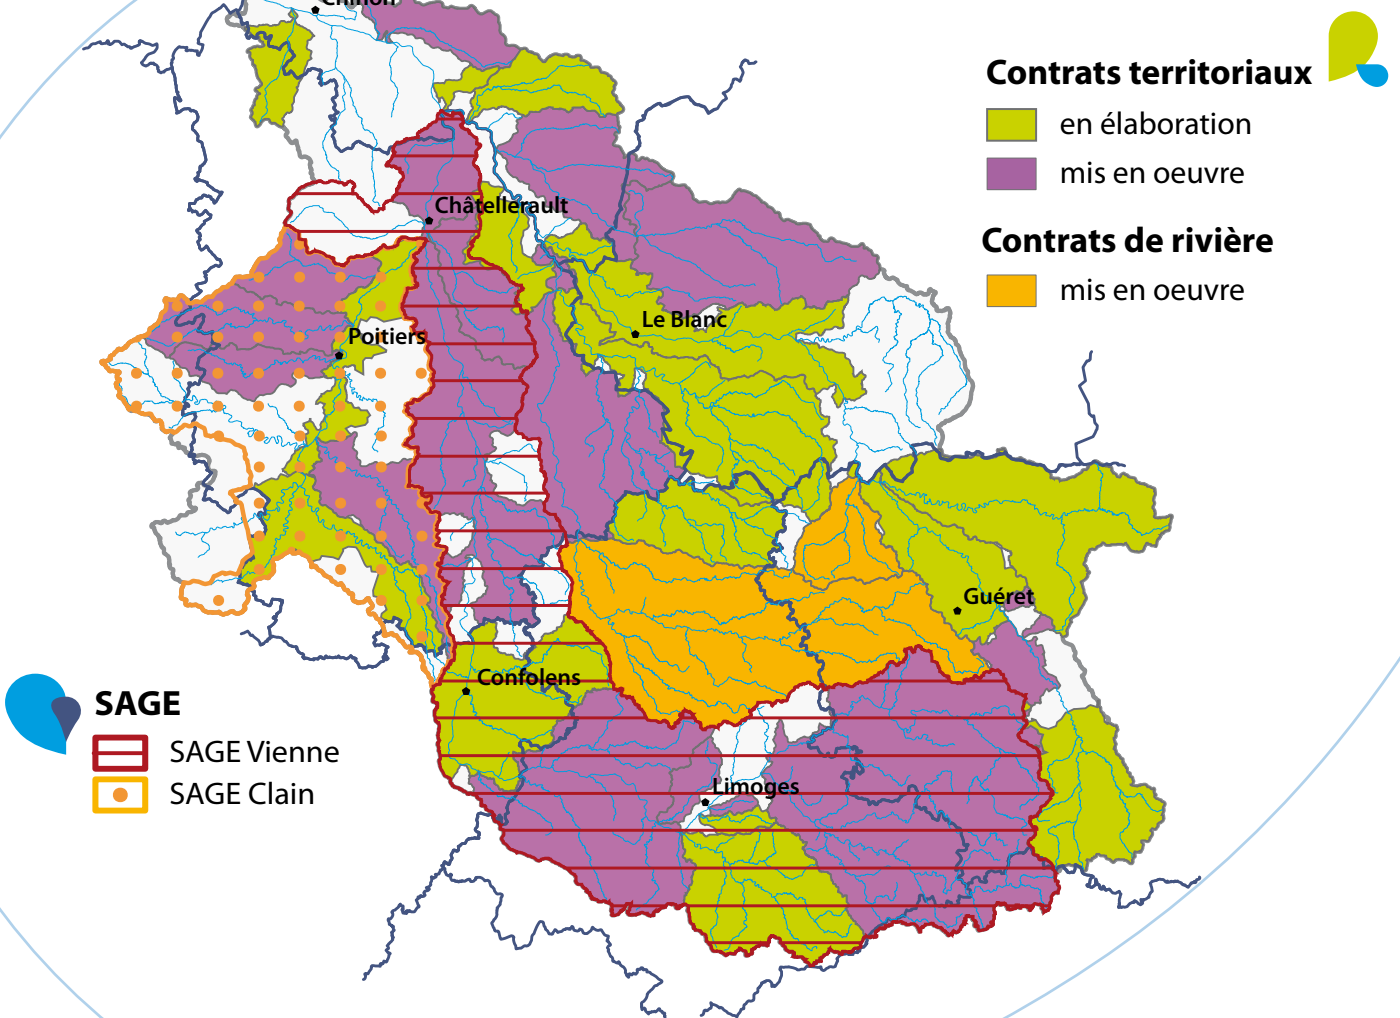 Chinon
Contrats territoriaux
en élaboration
mis en oeuvre
Châtellerault
Contrats de rivière
mis en oeuvre
Le Blanc
Poitiers
Guéret
Confolens
SAGE
SAGE Vienne
SAGE Clain
Limoges